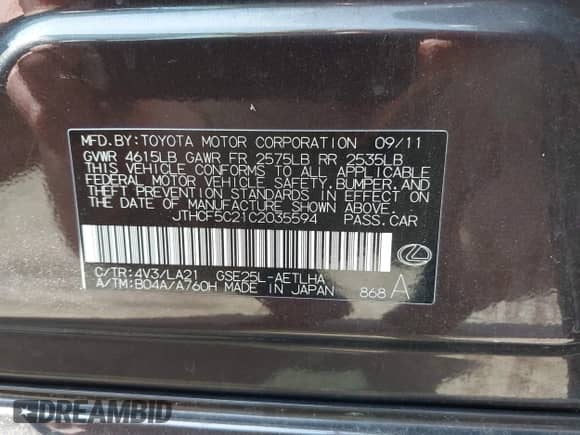 MFD.BY:TOYOTA MOTOR CORPORATION 09/11
GVWR 4615LB GAWR FR 2575LB RR 2535LB
THIS VEHICLE CONFORMS TO ALL APPLICABLE
FEDERAL MOTOR VEHICLE SAFETY,BUMPER,AND
THEFT PREVENTION STANDARDS IN EFFECT ON
THE DATE OF MANUFACTURE SHOWN ABOVE.
JTHCF5C21C2035594 PASS.CAR
C/TR:4V3/LA21 GSE25L-AETLHA
A/TM:B04A/A760H MADE IN JAPAN 868 A
DREAMBID